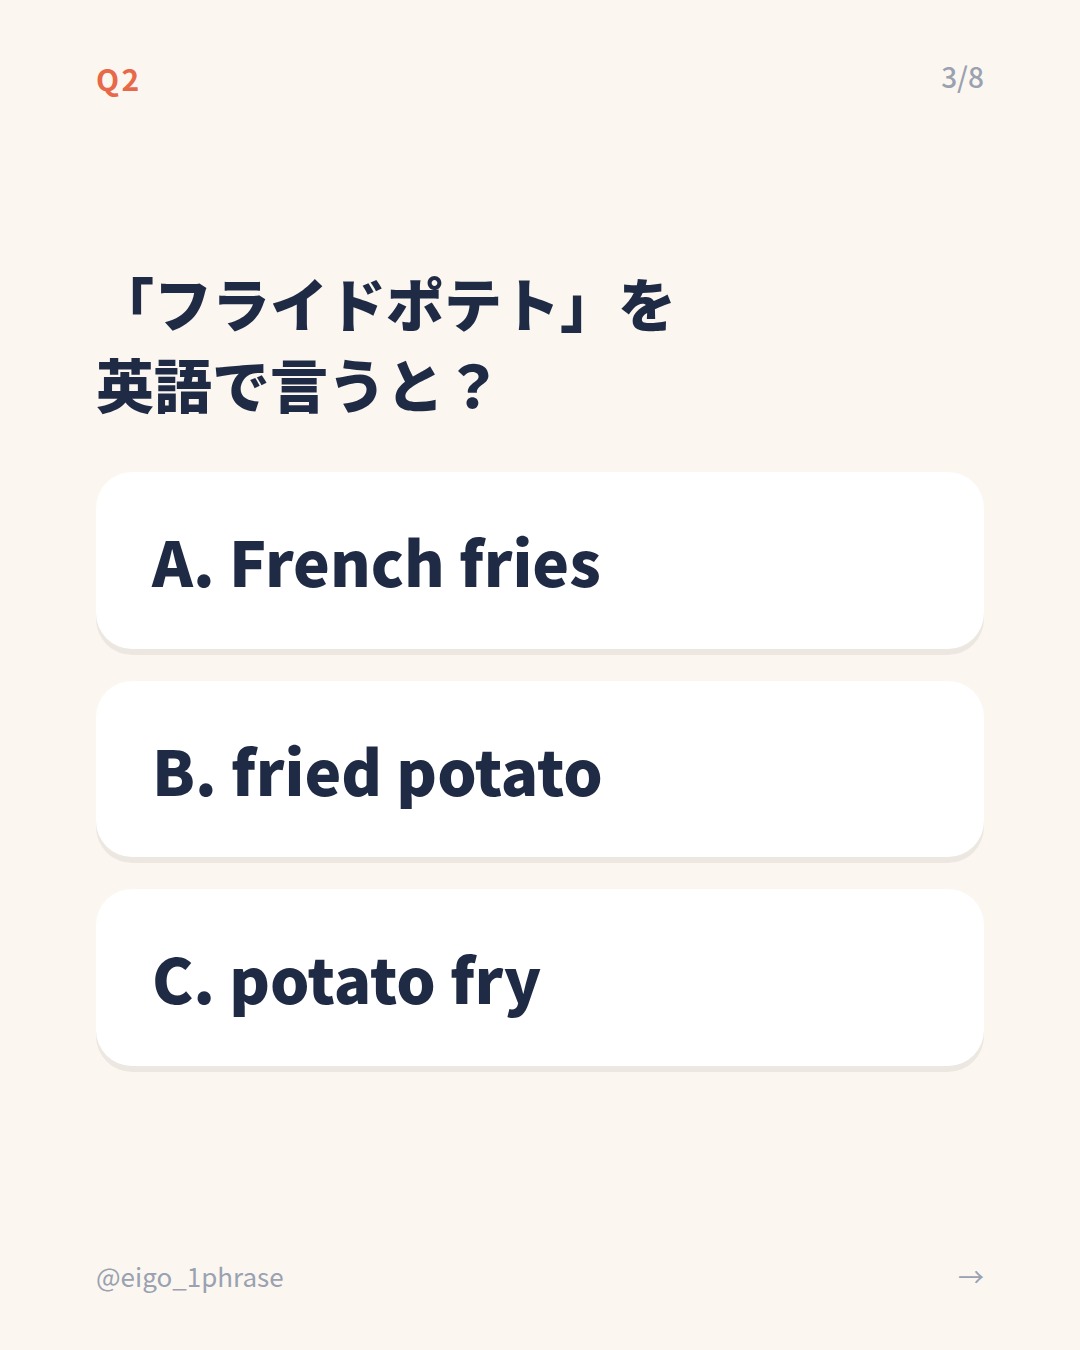 Q2
3/8
「フライドポテト」を
英語で言うと？
A. French fries
B. fried potato
C. potato fry
@eigo_1phrase
→